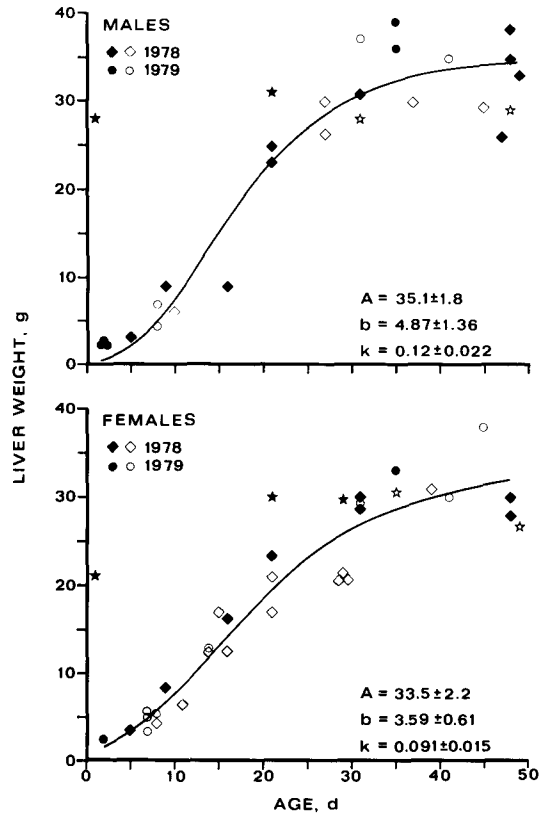 MALES
◆ ◇ 1978
● ○ 1979
40
30
20
10
0
A = 35.1±1.8
b = 4.87±1.36
k = 0.12±0.022
LIVER WEIGHT, g
FEMALES
◆ ◇ 1978
● ○ 1979
40
30
20
10
0
A = 33.5±2.2
b = 3.59±0.61
k = 0.091±0.015
0 10 20 30 40 50
AGE, d